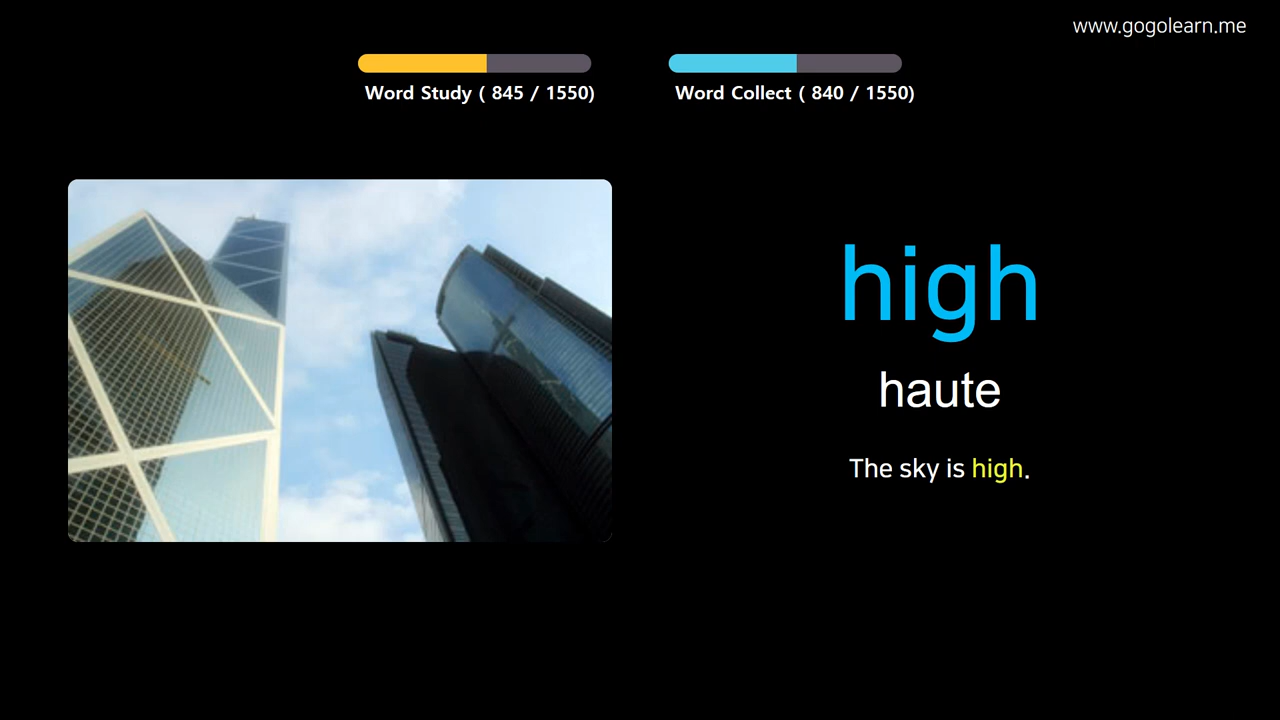 www.gogolearn.me
Word Study ( 845 / 1550)
Word Collect ( 840 / 1550)
high
haute
The sky is high.